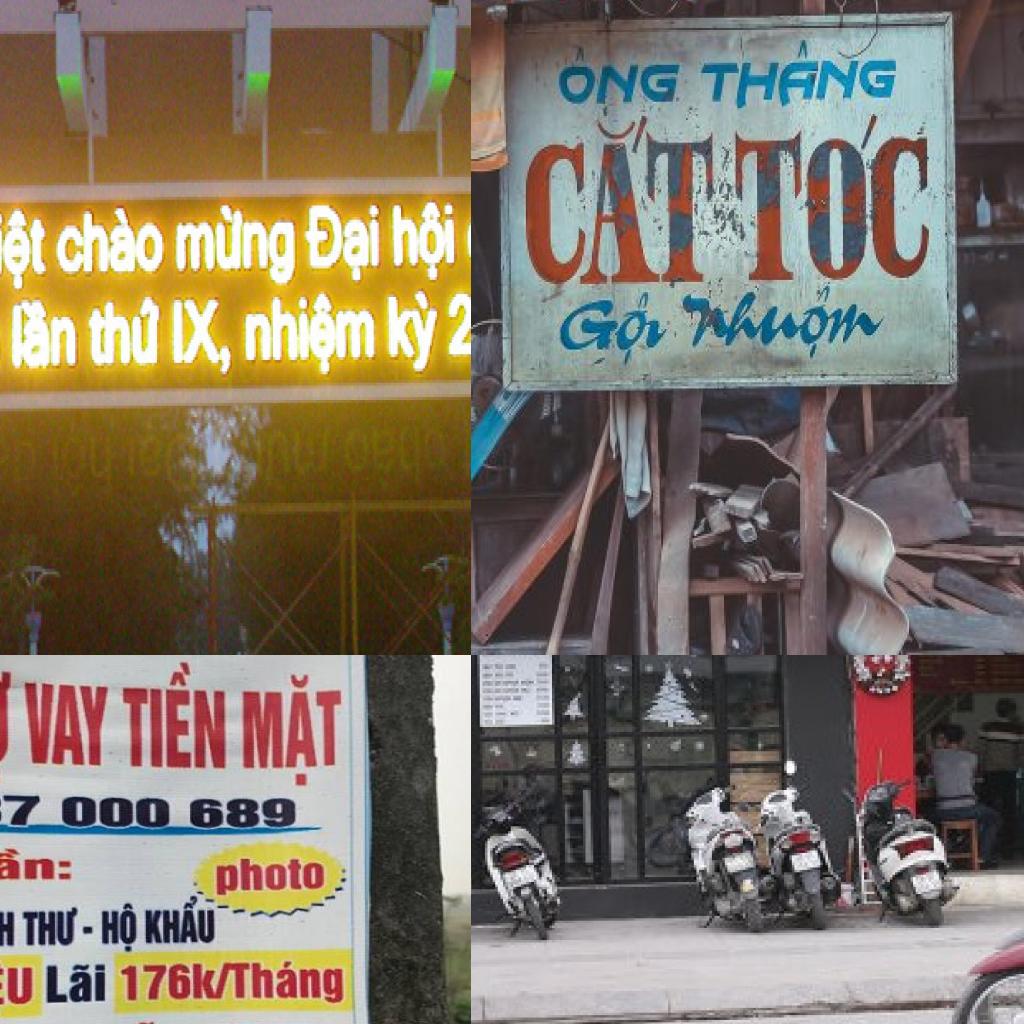 iệt chào mừng Đại hội
lần thứ IX, nhiệm kỳ 2
ÔNG THẮNG
CẮT TÓC
Gội Nhuộm
VAY TIỀN MẶT
37 000 689
ần:
photo
H THƯ - HỘ KHẨU
ỆU Lãi 176k/Tháng